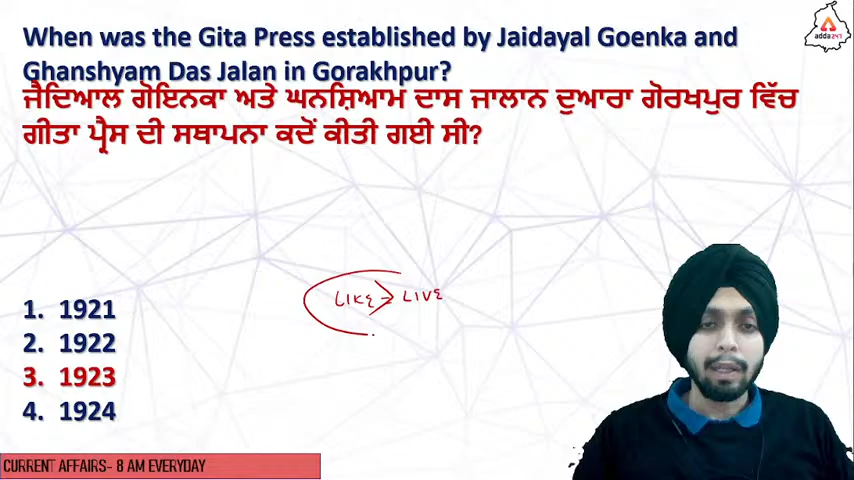 When was the Gita Press established by Jaidayal Goenka and
Ghanshyam Das Jalan in Gorakhpur?
ਜੈਦਿਆਲ ਗੋਇਨਕਾ ਅਤੇ ਘਨਸ਼ਿਆਮ ਦਾਸ ਜਾਲਾਨ ਦੁਆਰਾ ਗੋਰਖਪੁਰ ਵਿੱਚ
ਗੀਤਾ ਪ੍ਰੈਸ ਦੀ ਸਥਾਪਨਾ ਕਦੋਂ ਕੀਤੀ ਗਈ ਸੀ?
LIKE > = LIVE
1. 1921
2. 1922
3. 1923
4. 1924
CURRENT AFFAIRS- 8 AM EVERYDAY
adda247